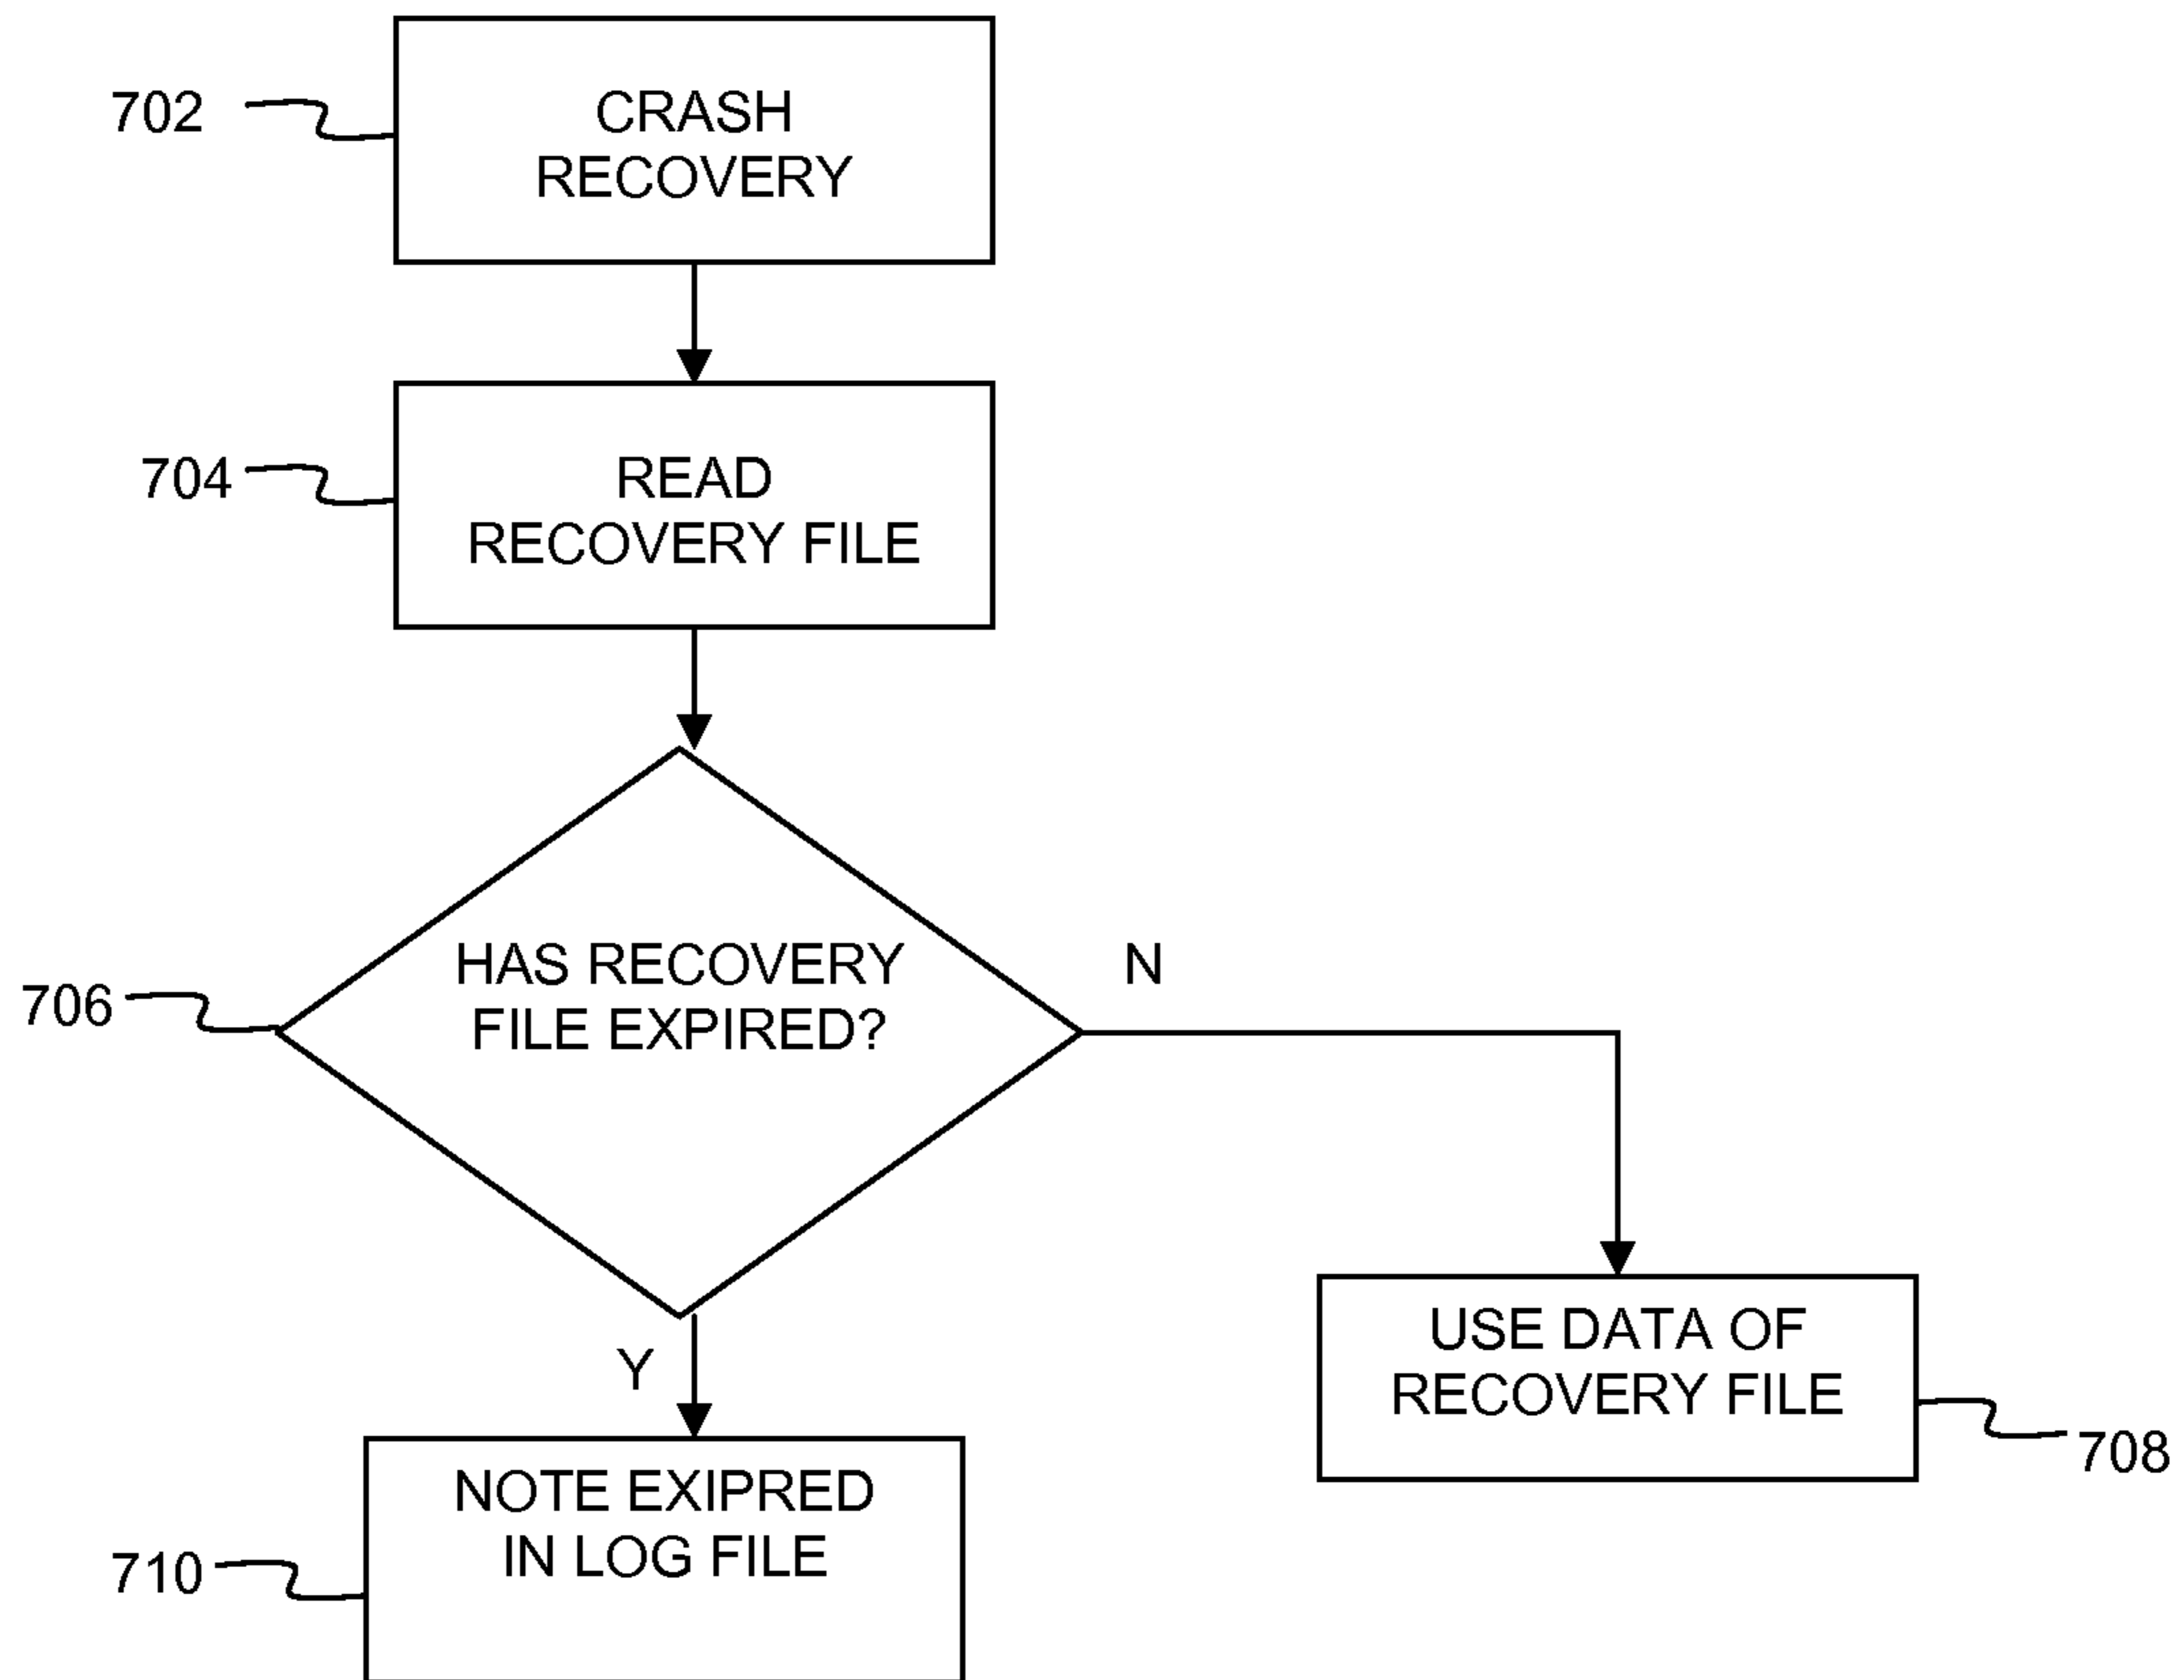 702
CRASH
RECOVERY
704
READ
RECOVERY FILE
706
HAS RECOVERY
FILE EXPIRED?
N
Y
USE DATA OF
RECOVERY FILE
708
NOTE EXIPRED
IN LOG FILE
710